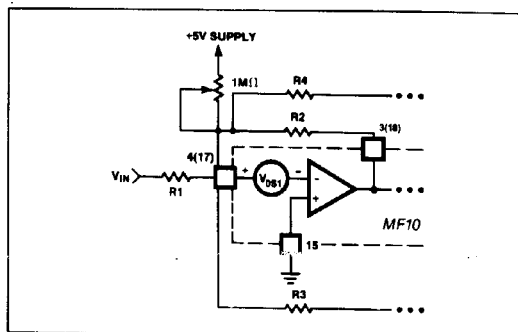 +5V SUPPLY
1MΩ
R4
R2
3(18)
4(17)
VIN
R1
+
VOS1
-
-
+
MF10
15
R3